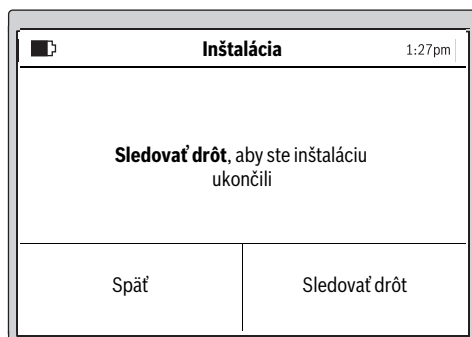 Inštalácia
1:27pm
Sledovať drôt, aby ste inštaláciu
ukončili
Späť
Sledovať drôt